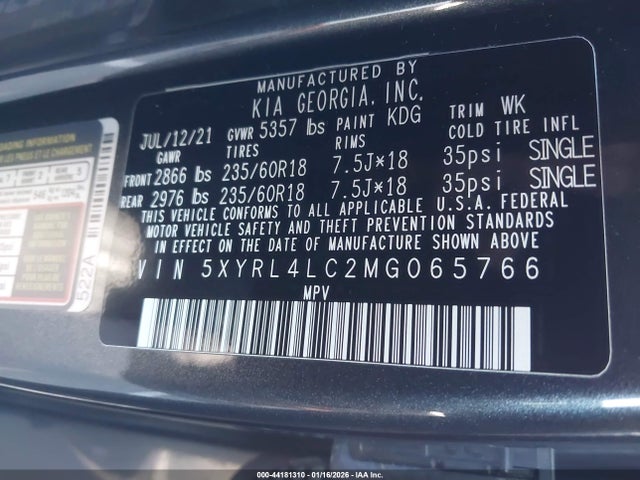 MANUFACTURED BY
KIA GEORGIA, INC.
JUL/12/21 GVWR 5357 lbs PAINT KDG TRIM WK
GAWR TIRES RIMS COLD TIRE INFL
FRONT 2866 lbs 235/60R18 7.5J*18 35psi SINGLE
REAR 2976 lbs 235/60R18 7.5J*18 35psi SINGLE
THIS VEHICLE CONFORMS TO ALL APPLICABLE U.S.A. FEDERAL
MOTOR VEHICLE SAFETY AND THEFT PREVENTION STANDARDS
IN EFFECT ON THE DATE OF MANUFACTURE SHOWN ABOVE
VIN 5XYRL4LC2MG065766
MPV
LOADING INFORMATION
522A
000-44181310 | 01/16/2026 | IAA Inc.